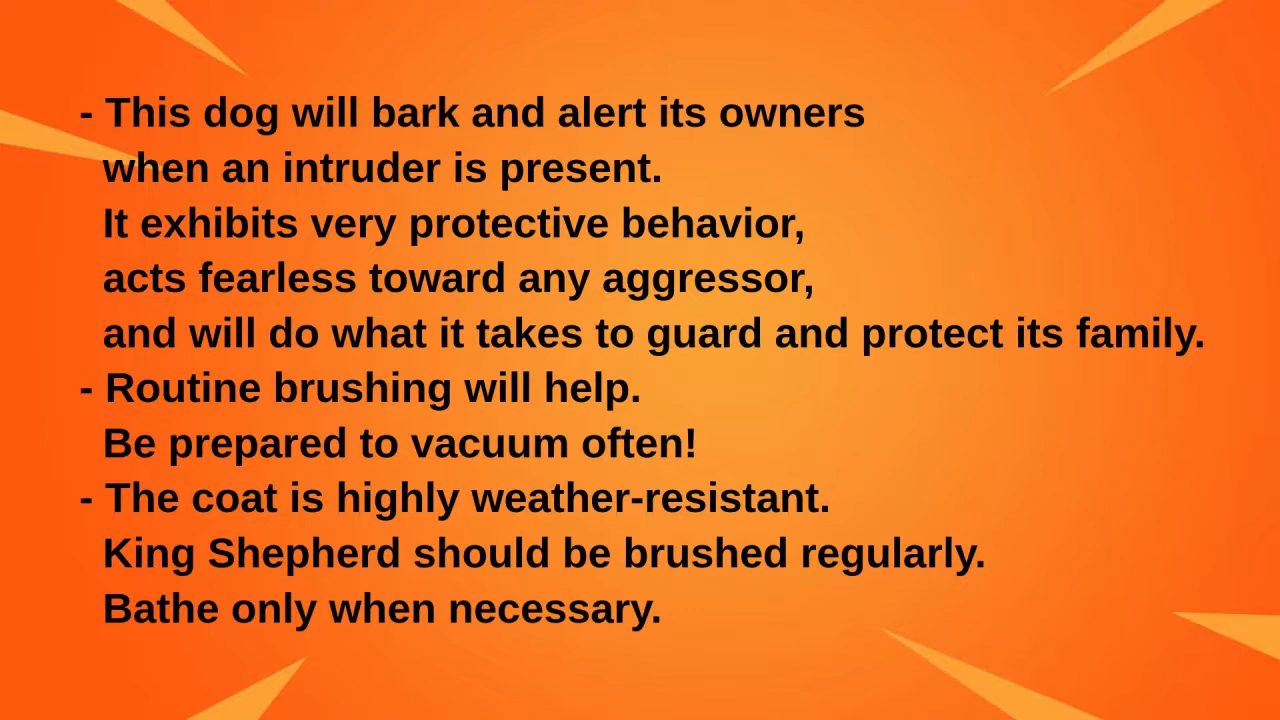 - This dog will bark and alert its owners
when an intruder is present.
It exhibits very protective behavior,
acts fearless toward any aggressor,
and will do what it takes to guard and protect its family.
- Routine brushing will help.
Be prepared to vacuum often!
- The coat is highly weather-resistant.
King Shepherd should be brushed regularly.
Bathe only when necessary.